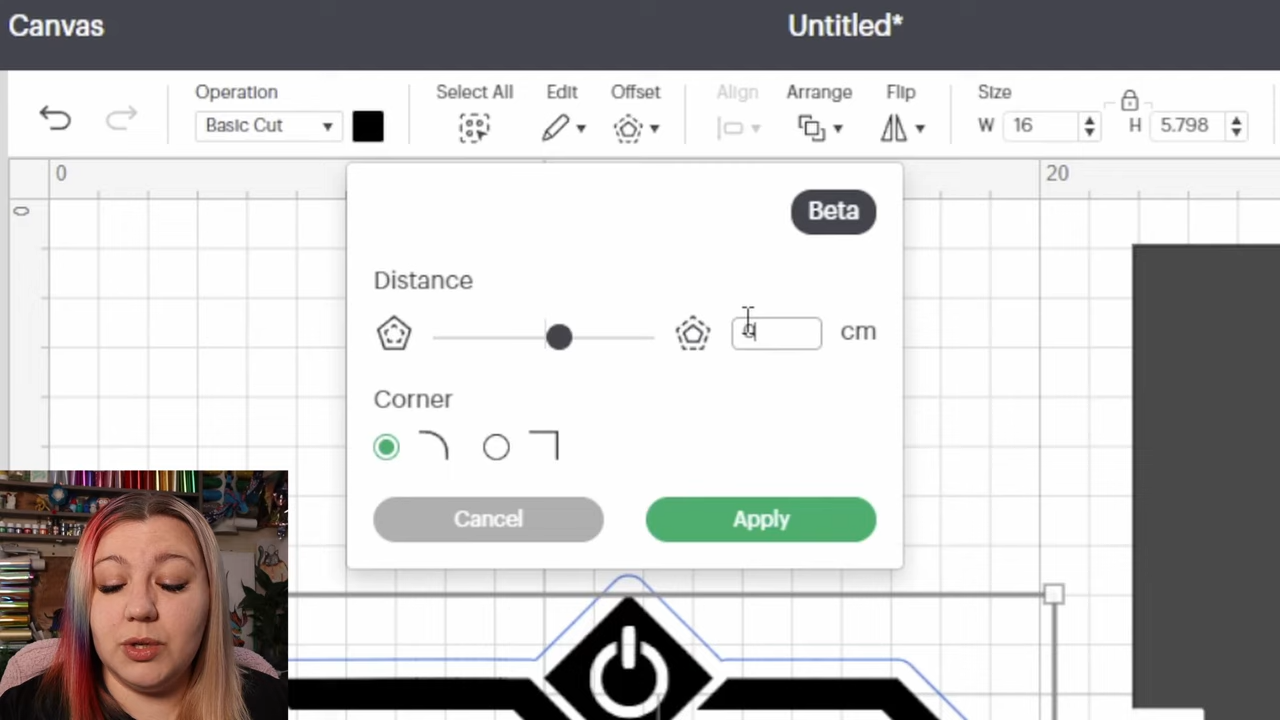 Canvas
Untitled*
Operation
Select All
Edit
Offset
Align
Arrange
Flip
Size
Basic Cut
W 16
H 5.798
0
20
0
Beta
Distance
cm
Corner
Cancel
Apply